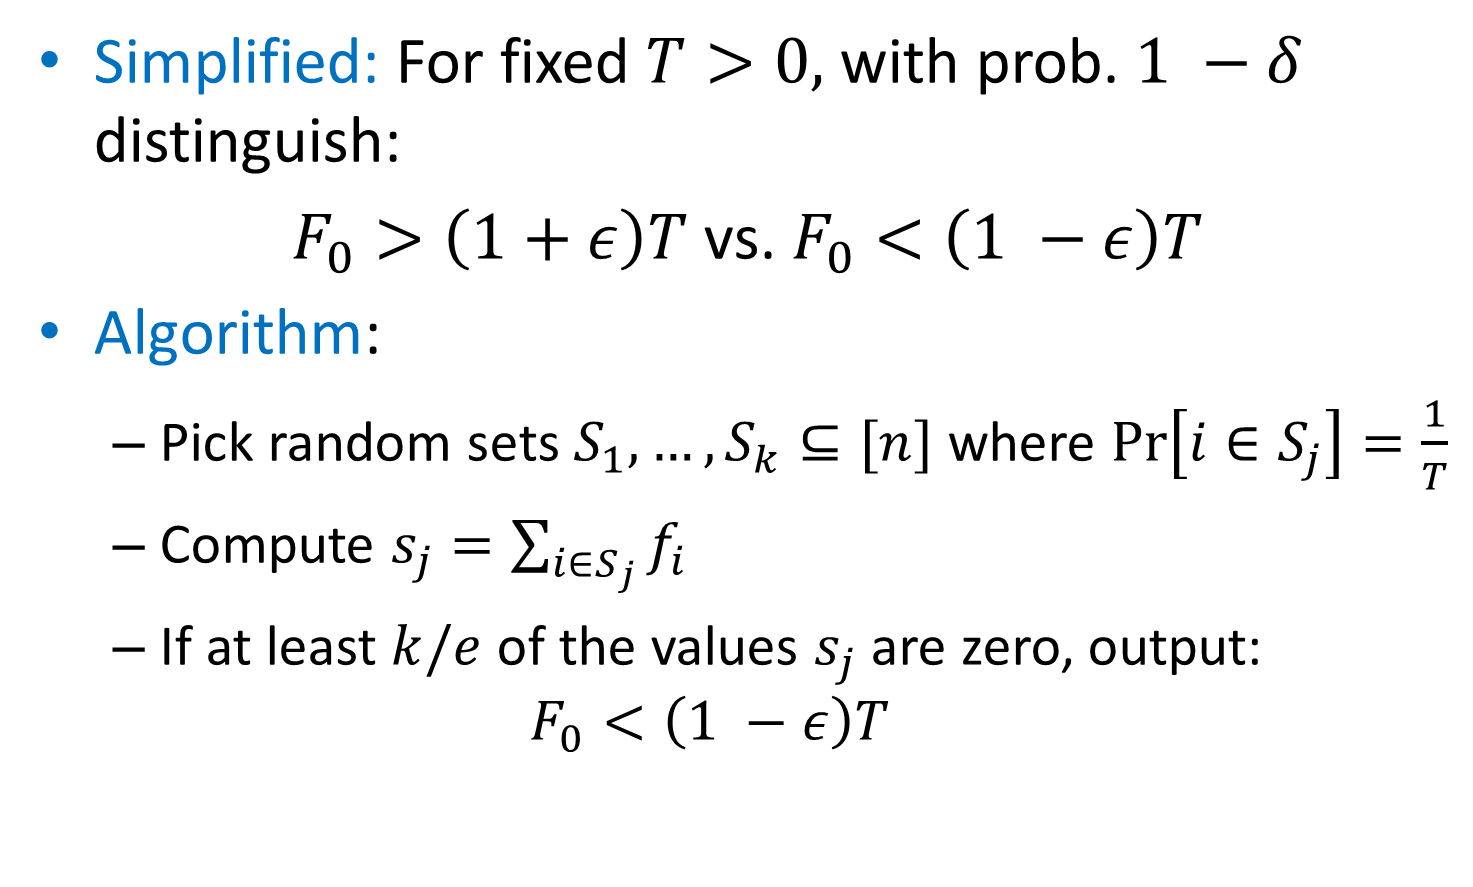 • Simplified: For fixed 𝑇 > 0, with prob. 1 − 𝛿
distinguish:
𝐹₀ > (1 + 𝜖)𝑇 vs. 𝐹₀ < (1 − 𝜖)𝑇
• Algorithm:
– Pick random sets 𝑆₁, … , 𝑆ₖ ⊆ [𝑛] where Pr[𝑖 ∈ 𝑆ⱼ] = 1/𝑇
– Compute 𝑠ⱼ = ∑_{𝑖∈𝑆ⱼ} 𝑓ᵢ
– If at least 𝑘/𝑒 of the values 𝑠ⱼ are zero, output:
𝐹₀ < (1 − 𝜖)𝑇